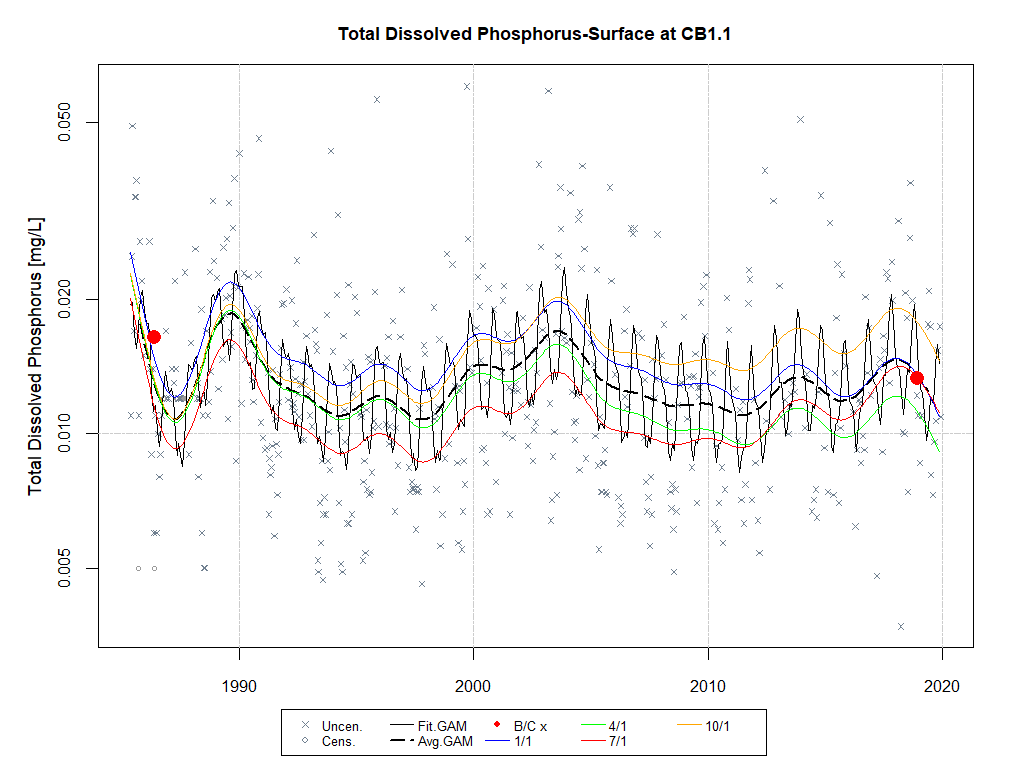 Total Dissolved Phosphorus-Surface at CB1.1
Total Dissolved Phosphorus [mg/L]
0.050
0.020
0.010
0.005
1990 2000 2010 2020
Uncen. Fit.GAM B/C x 4/1 10/1
Cens. Avg.GAM 1/1 7/1